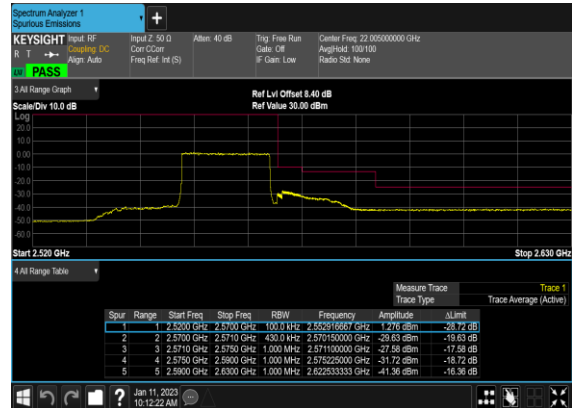 Spectrum Analyzer 1
Spurious Emissions
+
KEYSIGHT Input: RF Input Z: 50 Ω Atten: 40 dB Trig: Free Run Center Freq: 22.005000000 GHz
R T Coupling: DC Corr CCorr Gate: Off Avg|Hold: 100/100
Align: Auto Freq Ref: Int (S) IF Gain: Low Radio Std: None
PASS
3 All Range Graph Ref Lvl Offset 8.40 dB
Scale/Div 10.0 dB Ref Value 30.00 dBm
Log
20.0
10.0
0.00
-10.0
-20.0
-30.0
-40.0
-50.0
-60.0
Start 2.520 GHz Stop 2.630 GHz
4 All Range Table
Measure Trace Trace 1
Trace Type Trace Average (Active)
Spur Range Start Freq Stop Freq RBW Frequency Amplitude ΔLimit
1 1 2.5200 GHz 2.5700 GHz 100.0 kHz 2.552916667 GHz 1.276 dBm -28.72 dB
2 2 2.5700 GHz 2.5710 GHz 430.0 kHz 2.570150000 GHz -29.63 dBm -19.63 dB
3 3 2.5710 GHz 2.5750 GHz 1.000 MHz 2.571100000 GHz -27.58 dBm -17.58 dB
4 4 2.5750 GHz 2.5900 GHz 1.000 MHz 2.575225000 GHz -31.72 dBm -18.72 dB
5 5 2.5900 GHz 2.6300 GHz 1.000 MHz 2.622533333 GHz -41.36 dBm -16.36 dB
? Jan 11, 2023
10:12:22 AM